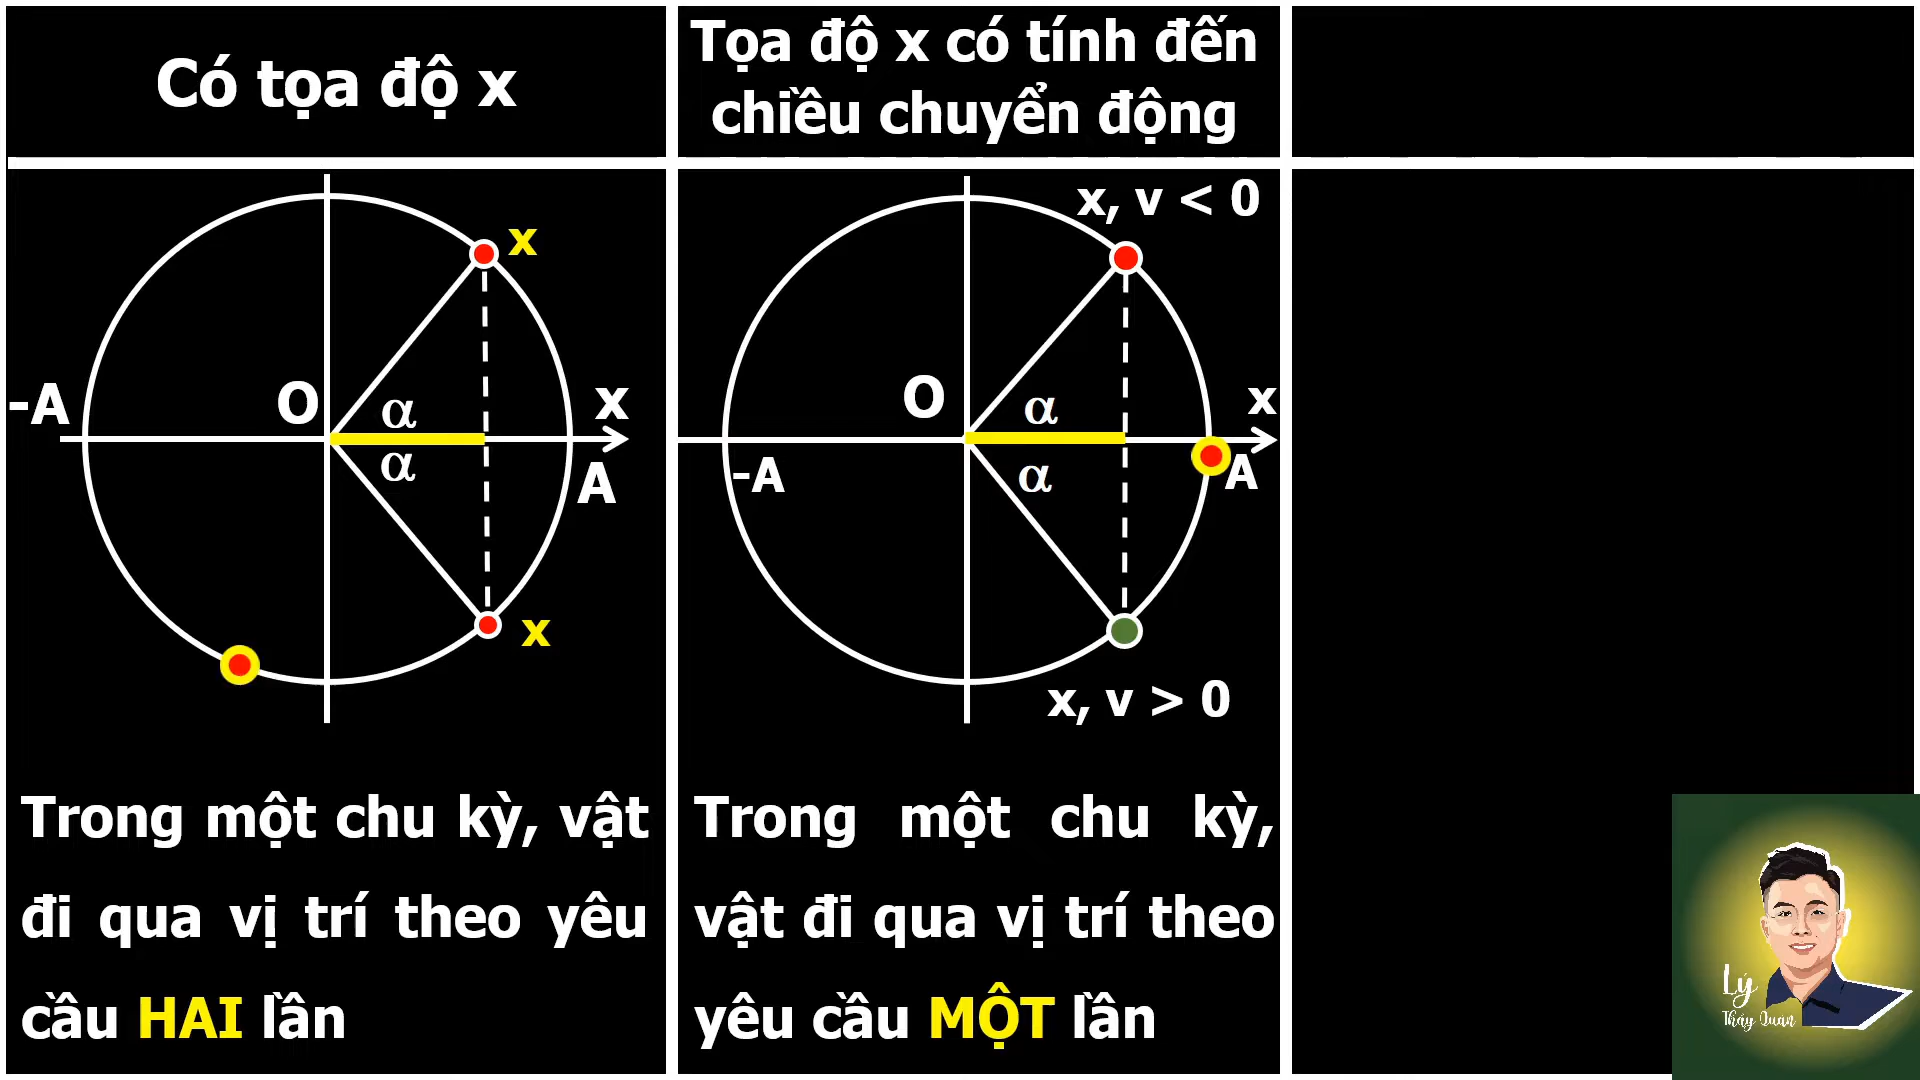 Có tọa độ x
Tọa độ x có tính đến
chiều chuyển động
x
-A
O
α
α
x
A
x
x, v < 0
O
α
α
x
-A
A
x, v > 0
Trong một chu kỳ, vật
đi qua vị trí theo yêu
cầu HAI lần
Trong một chu kỳ,
vật đi qua vị trí theo
yêu cầu MỘT lần
Lý
Thầy Quân